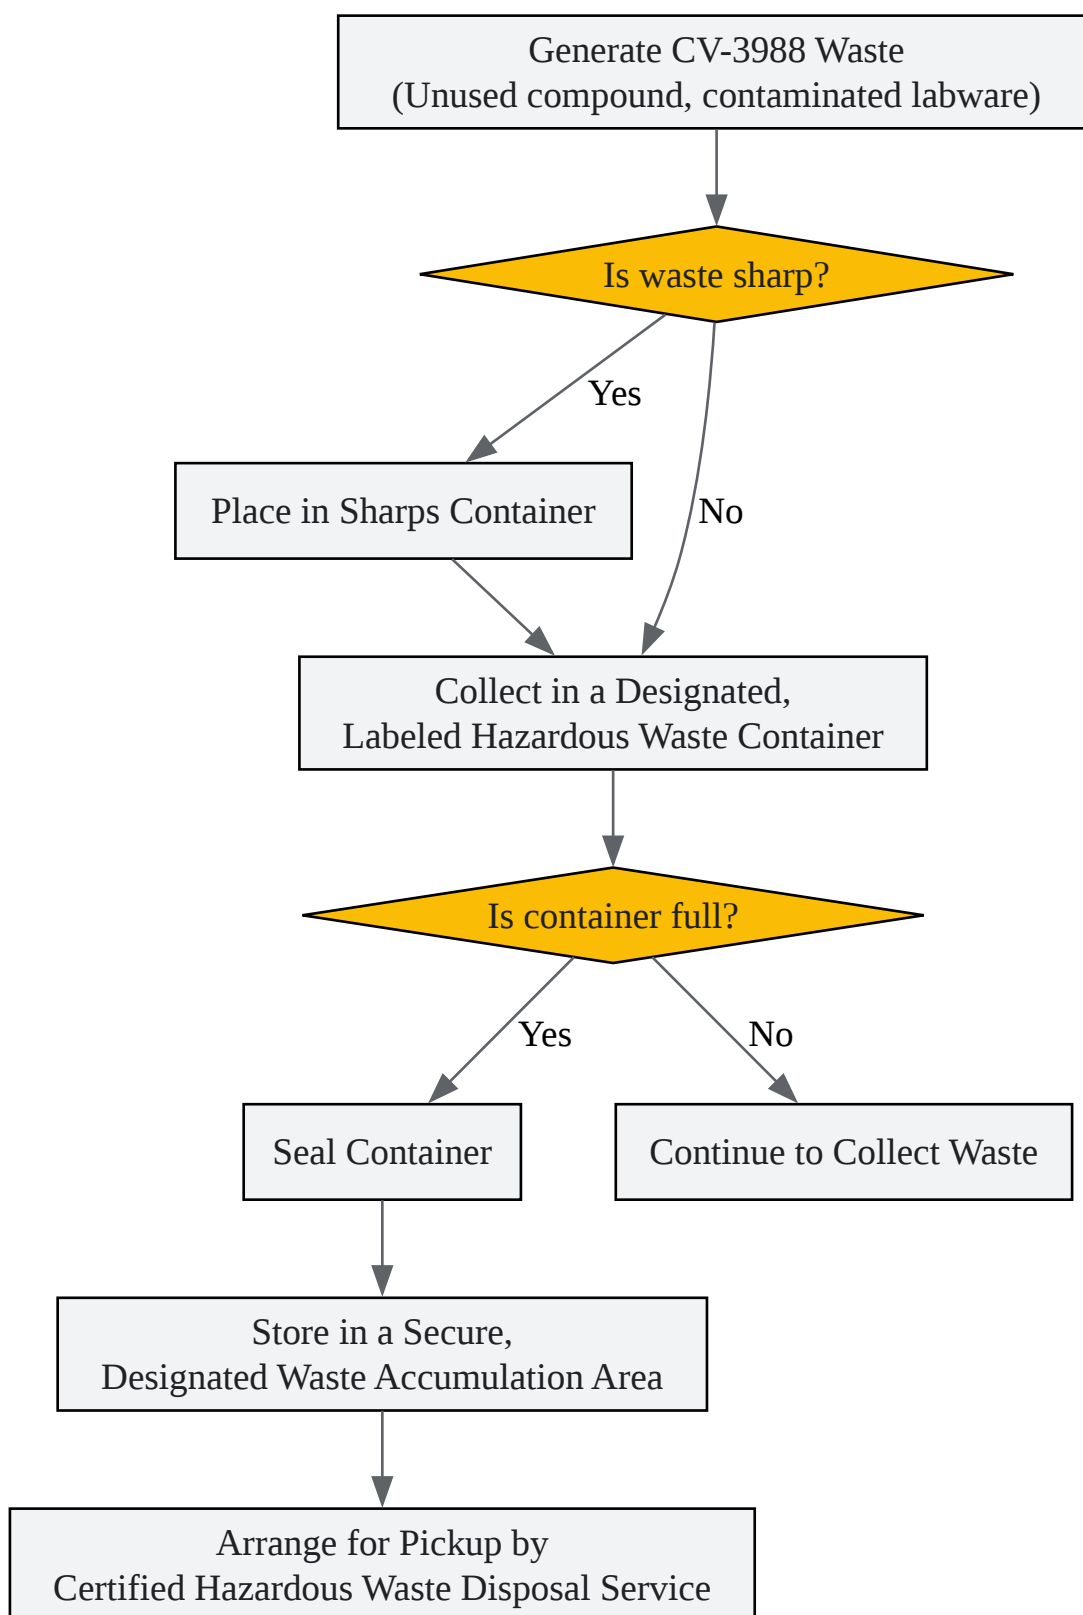 Generate CV-3988 Waste
(Unused compound, contaminated labware)
Is waste sharp?
Yes
Place in Sharps Container
No
Collect in a Designated,
Labeled Hazardous Waste Container
Is container full?
Yes
No
Seal Container
Continue to Collect Waste
Store in a Secure,
Designated Waste Accumulation Area
Arrange for Pickup by
Certified Hazardous Waste Disposal Service